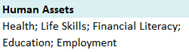 Human Assets
Health; Life Skills; Financial Literacy;
Education; Employment